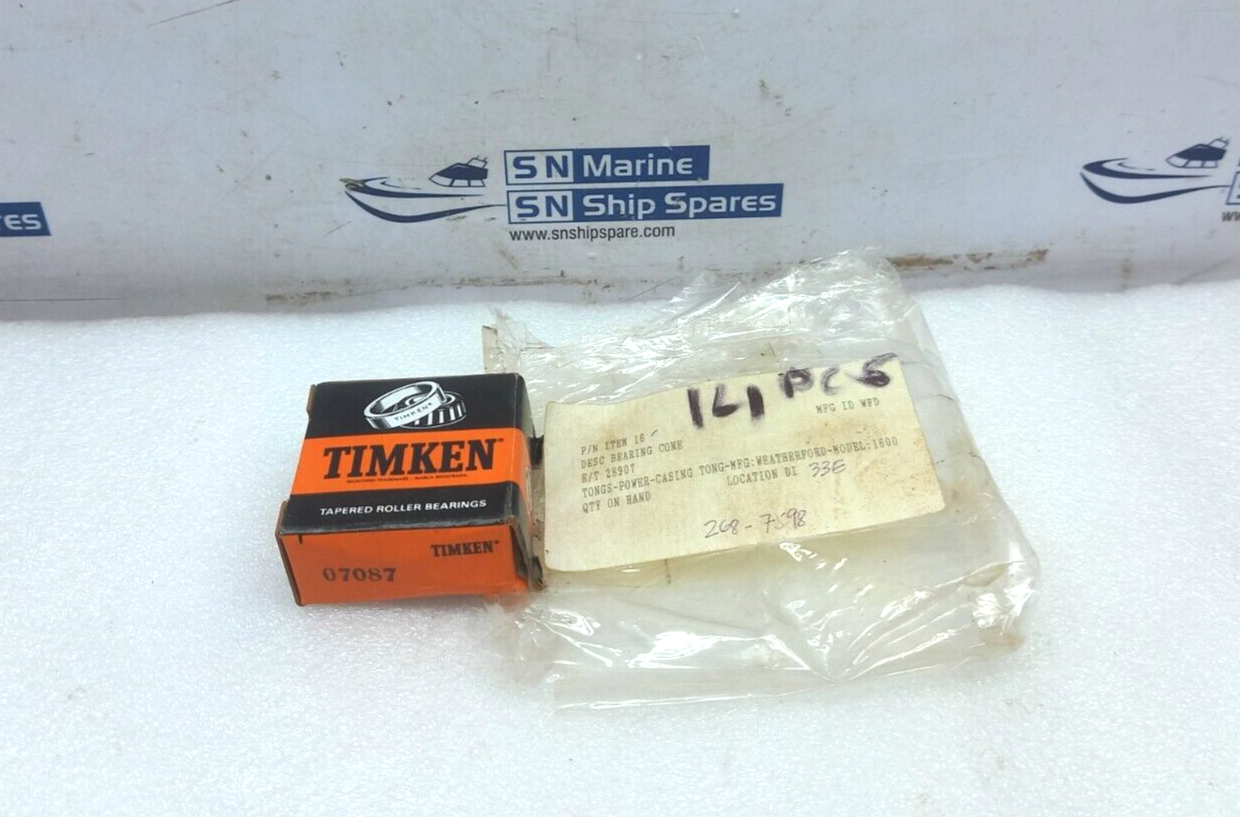 SN Marine
SN Ship Spares
www.snshipspare.com
res
TIMKEN
TIMKEN
TAPERED ROLLER BEARINGS
TIMKEN
07087
PCS
MFG ID WFD
P/N ITEM 16
DESC BEARING CONE
E/T 28907
TONGS-POWER-CASING TONG-MFG:WEATHERFORD-MODEL:1600
QTY ON HAND
LOCATION DI 33E
268-7598